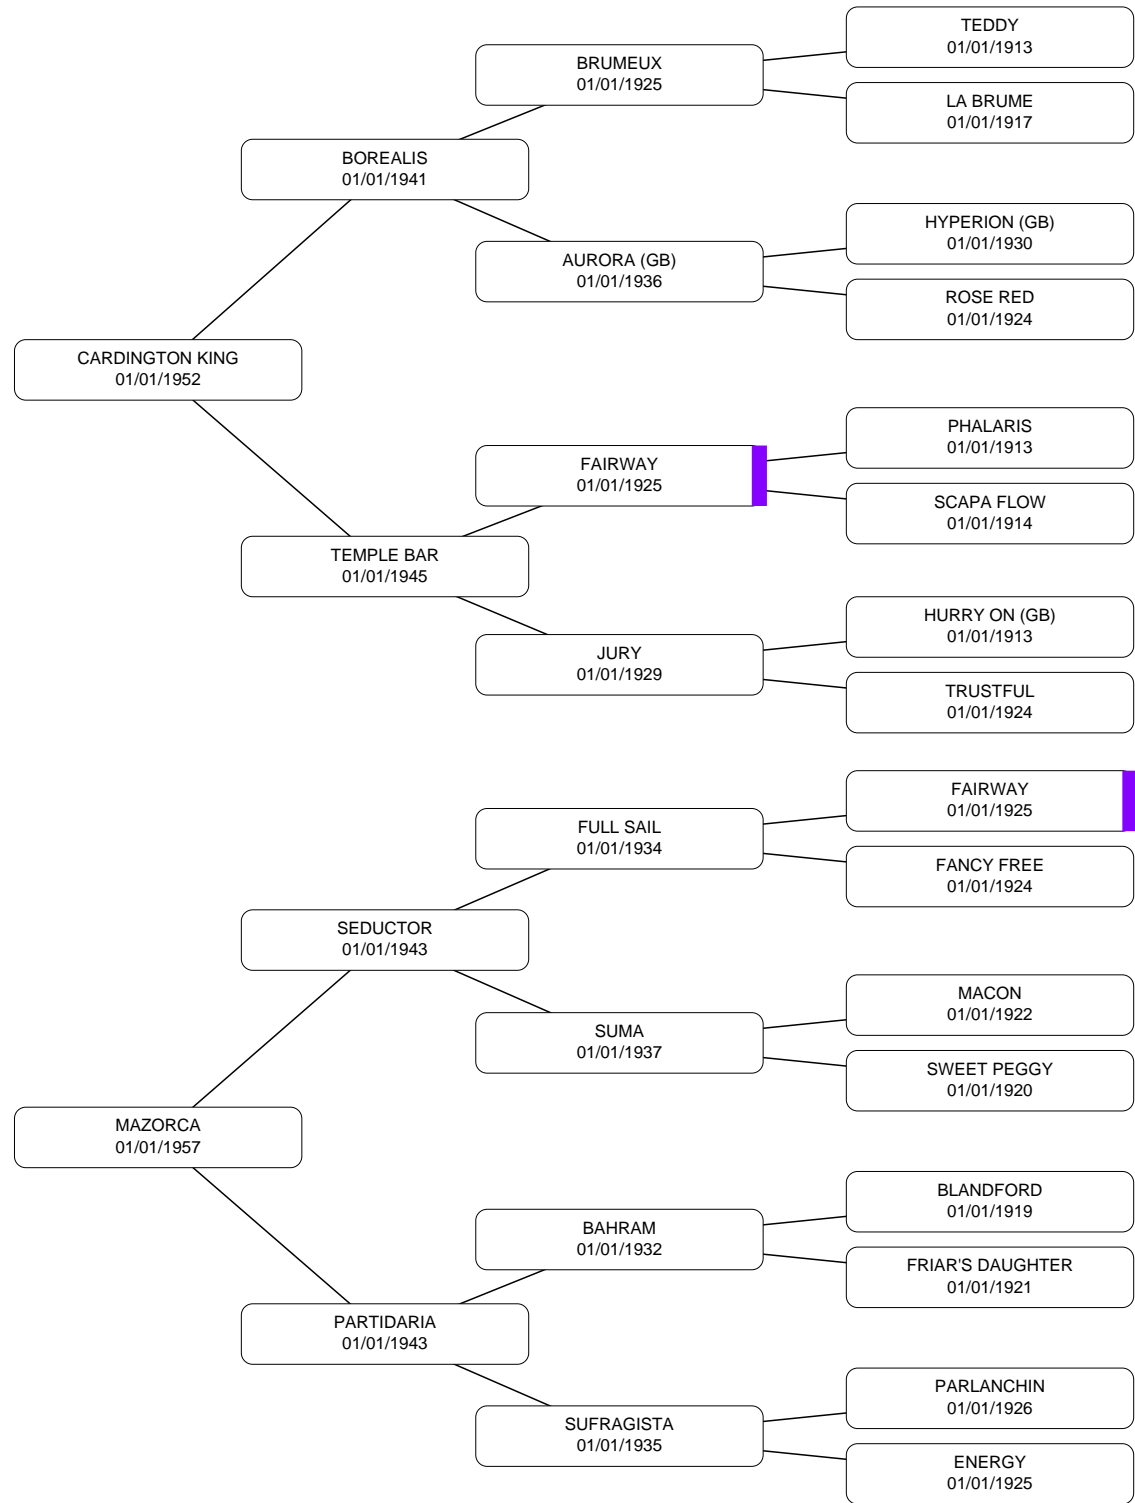 TEDDY
01/01/1913
BRUMEUX
01/01/1925
LA BRUME
01/01/1917
BOREALIS
01/01/1941
HYPERION (GB)
01/01/1930
AURORA (GB)
01/01/1936
ROSE RED
01/01/1924
CARDINGTON KING
01/01/1952
PHALARIS
01/01/1913
FAIRWAY
01/01/1925
SCAPA FLOW
01/01/1914
TEMPLE BAR
01/01/1945
HURRY ON (GB)
01/01/1913
JURY
01/01/1929
TRUSTFUL
01/01/1924
FAIRWAY
01/01/1925
FULL SAIL
01/01/1934
FANCY FREE
01/01/1924
SEDUCTOR
01/01/1943
MACON
01/01/1922
SUMA
01/01/1937
SWEET PEGGY
01/01/1920
MAZORCA
01/01/1957
BLANDFORD
01/01/1919
BAHRAM
01/01/1932
FRIAR'S DAUGHTER
01/01/1921
PARTIDARIA
01/01/1943
PARLANCHIN
01/01/1926
SUFRAGISTA
01/01/1935
ENERGY
01/01/1925